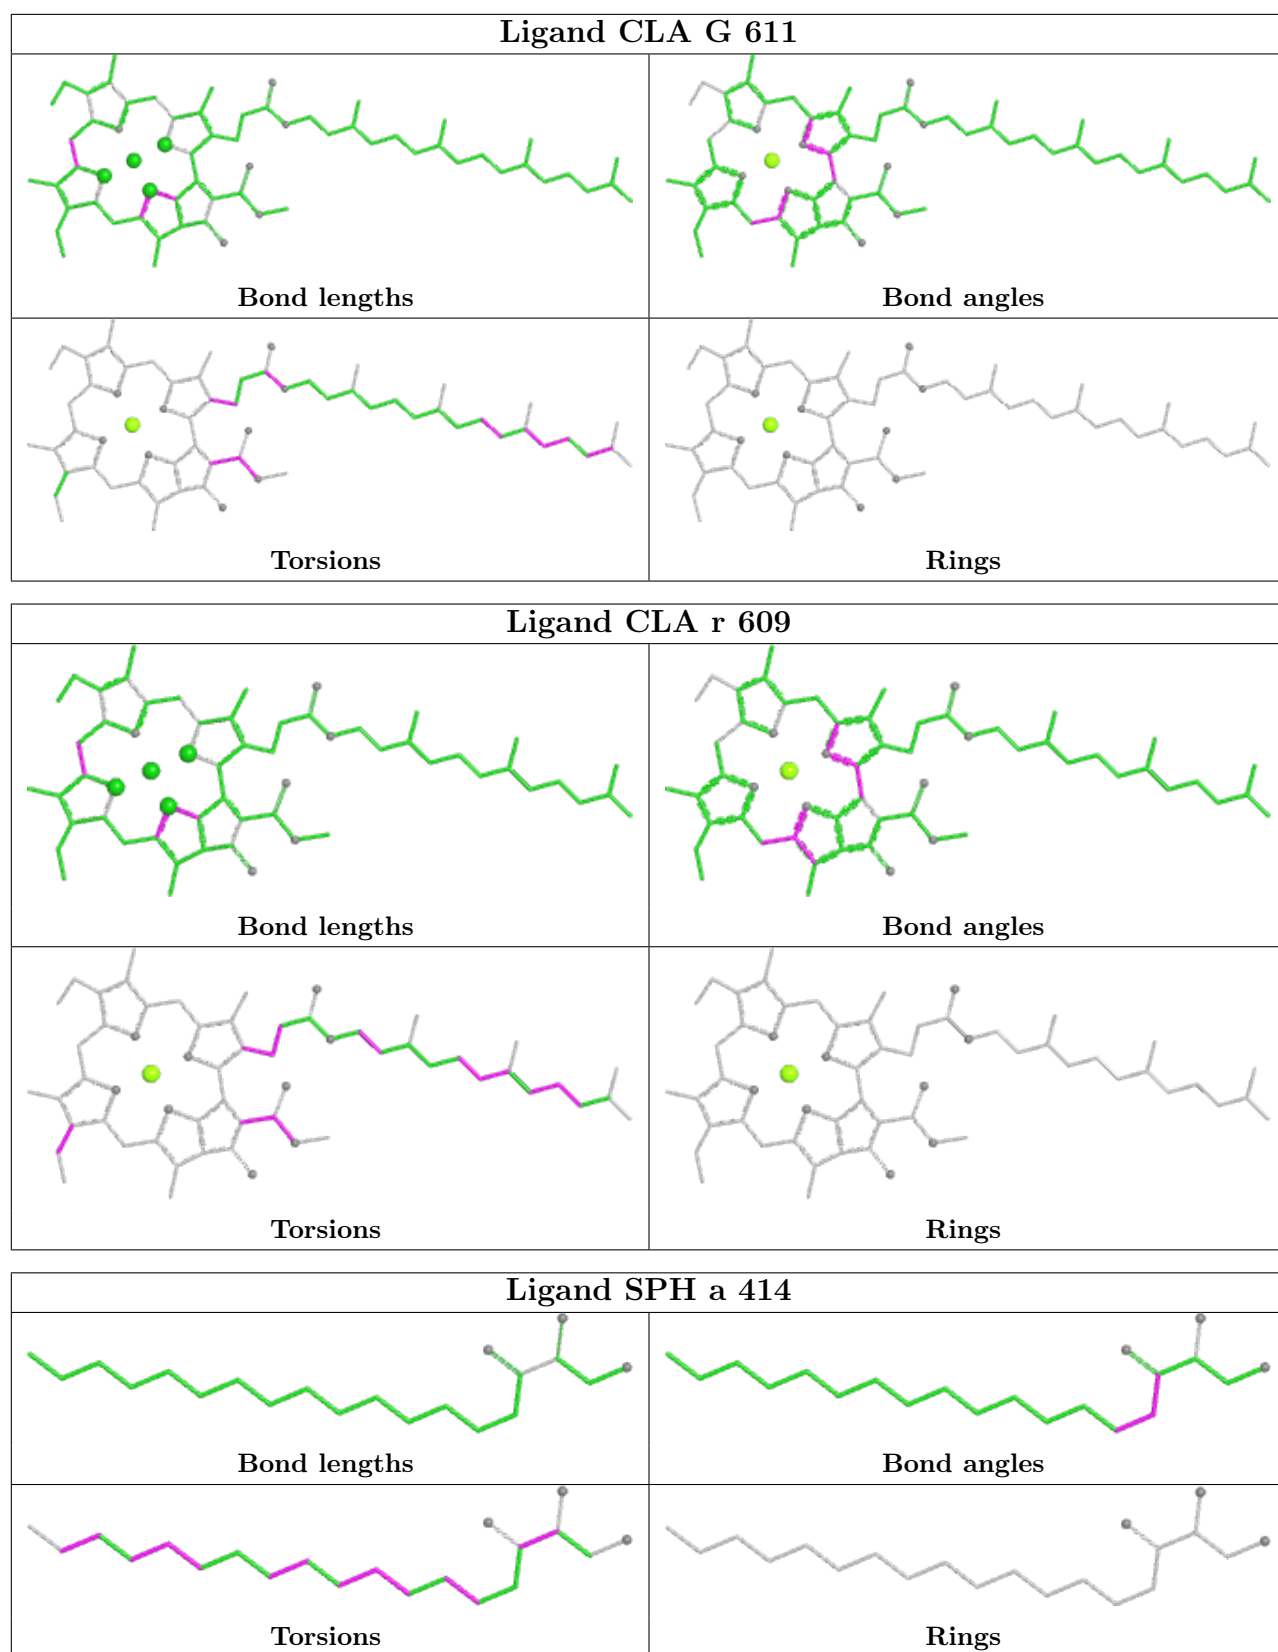 Ligand CLA G 611
Bond lengths
Bond angles
Torsions
Rings
Ligand CLA r 609
Bond lengths
Bond angles
Torsions
Rings
Ligand SPH a 414
Bond lengths
Bond angles
Torsions
Rings